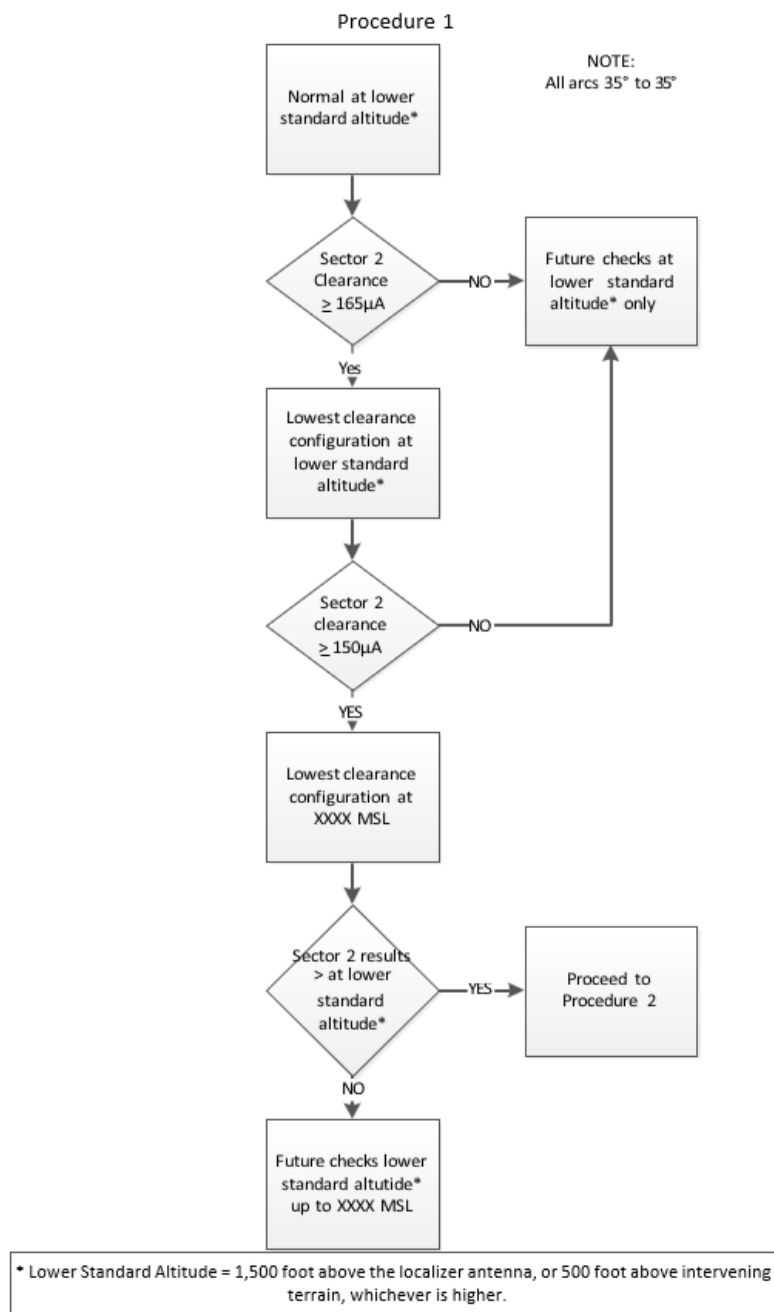 Procedure 1
NOTE:
All arcs 35° to 35°
Normal at lower
standard altitude*
Sector 2
Clearance
≥ 165µA
NO
Future checks at
lower standard
altitude* only
Yes
Lowest clearance
configuration at
lower standard
altitude*
Sector 2
clearance
≥ 150µA
NO
YES
Lowest clearance
configuration at
XXXX MSL
Sector 2 results
> at lower
standard
altitude*
YES
Proceed to
Procedure 2
NO
Future checks lower
standard altutide*
up to XXXX MSL
* Lower Standard Altitude = 1,500 foot above the localizer antenna, or 500 foot above intervening
terrain, whichever is higher.